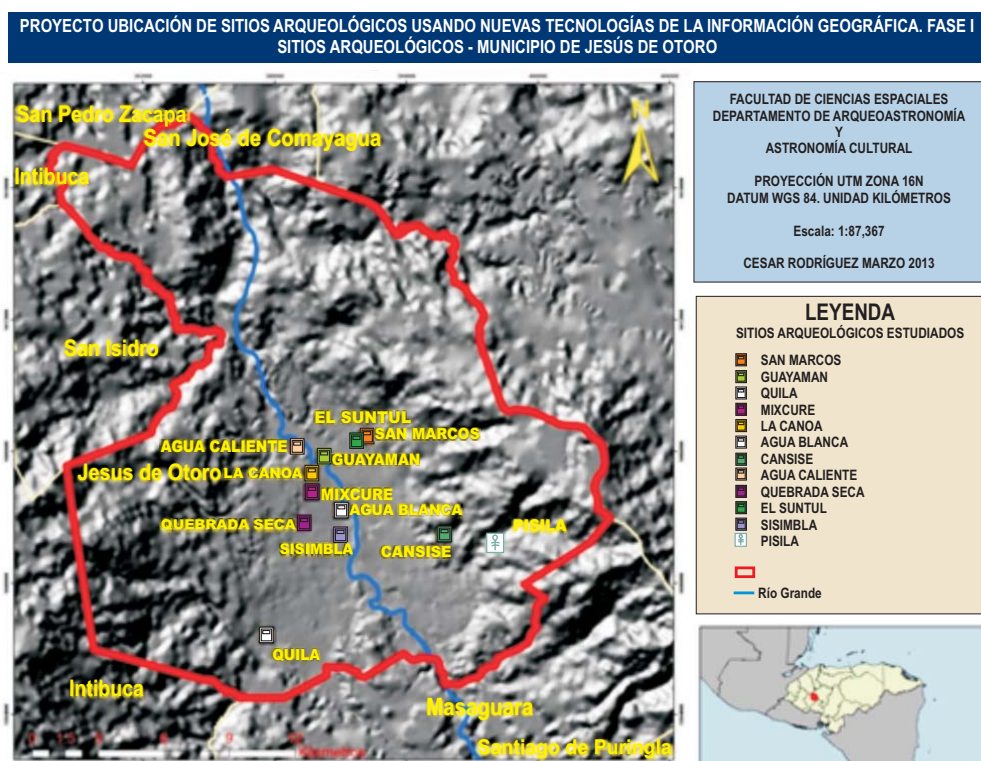 PROYECTO UBICACIÓN DE SITIOS ARQUEOLÓGICOS USANDO NUEVAS TECNOLOGÍAS DE LA INFORMACIÓN GEOGRÁFICA. FASE I
SITIOS ARQUEOLÓGICOS - MUNICIPIO DE JESÚS DE OTORO
San Pedro Zacapa
San José de Comayagua
N
Intibuca
San Isidro
EL SUNTUL
SAN MARCOS
AGUA CALIENTE
GUAYAMAN
Jesus de Otoro
LA CANOA
MIXCURE
AGUA BLANCA
QUEBRADA SECA
PISILA
SISIMBLA
CANSISE
QUILA
Intibuca
Masaguara
Santiago de Puringla
FACULTAD DE CIENCIAS ESPACIALES
DEPARTAMENTO DE ARQUEOASTRONOMÍA
Y
ASTRONOMÍA CULTURAL
PROYECCIÓN UTM ZONA 16N
DATUM WGS 84. UNIDAD KILÓMETROS
Escala: 1:87,367
CESAR RODRÍGUEZ MARZO 2013
LEYENDA
SITIOS ARQUEOLÓGICOS ESTUDIADOS
SAN MARCOS
GUAYAMAN
QUILA
MIXCURE
LA CANOA
AGUA BLANCA
CANSISE
AGUA CALIENTE
QUEBRADA SECA
EL SUNTUL
SISIMBLA
PISILA
Río Grande